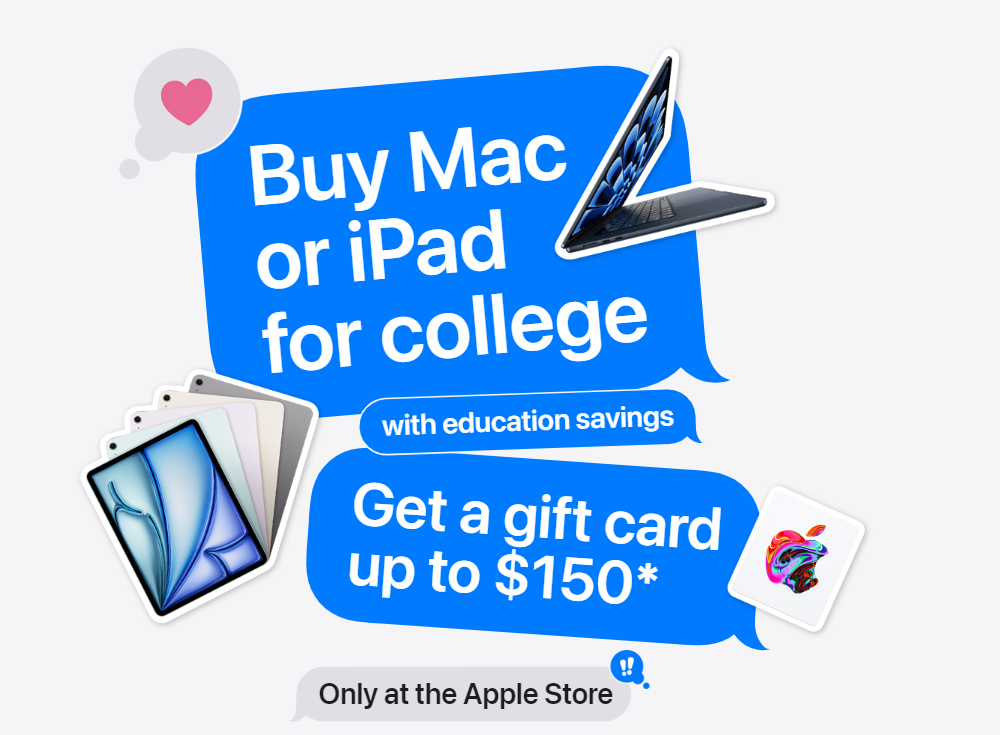 Buy Mac
or iPad
for college
with education savings
Get a gift card
up to $150*
!!
Only at the Apple Store